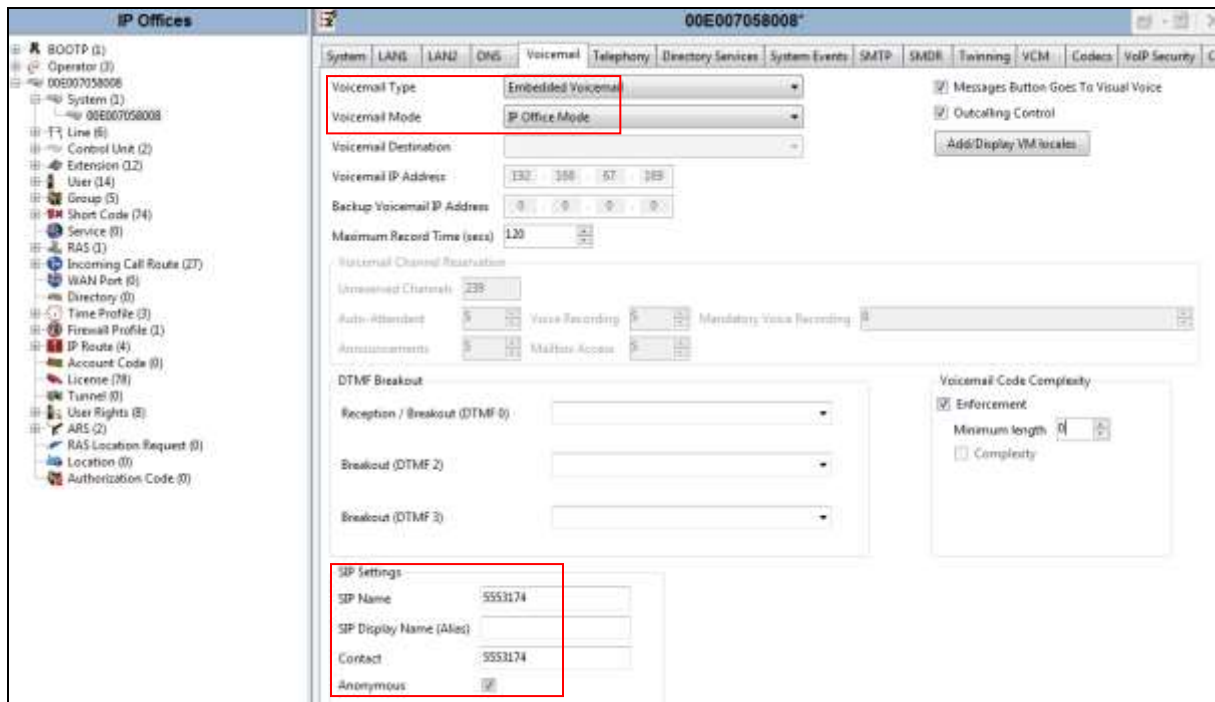 IP Offices
00E007058008*
BOOTP (1)
Operator (3)
00E007058008
System (1)
00E007058008
Line (6)
Control Unit (2)
Extension (12)
User (14)
Group (5)
Short Code (74)
Service (0)
RAS (1)
Incoming Call Route (27)
WAN Port (0)
Directory (0)
Time Profile (3)
Firewall Profile (1)
IP Route (4)
Account Code (0)
License (78)
Tunnel (0)
User Rights (8)
ARS (2)
RAS Location Request (0)
Location (0)
Authorization Code (0)
System LAN1 LAN2 DNS Voicemail Telephony Directory Services System Events SMTP SMDR Twinning VCM Codecs VoIP Security C
Voicemail Type Embedded Voicemail Messages Button Goes To Visual Voice
Voicemail Mode IP Office Mode Outcalling Control
Voicemail Destination Add/Display VM locales
Voicemail IP Address 192 168 67
Backup Voicemail IP Address 0 0 0 0
Maximum Record Time (secs) 120
Voicemail Channel Reservation
Unreserved Channels 239
Auto-Attendant 5 Voice Recording 5 Mandatory Voice Recording 0
Announcements 5 Mailbox Access 5
DTMF Breakout Voicemail Code Complexity
Reception / Breakout (DTMF 0) Enforcement
Minimum length 0
Breakout (DTMF 2) Complexity
Breakout (DTMF 3)
SIP Settings
SIP Name 5553174
SIP Display Name (Alias)
Contact 5553174
Anonymous